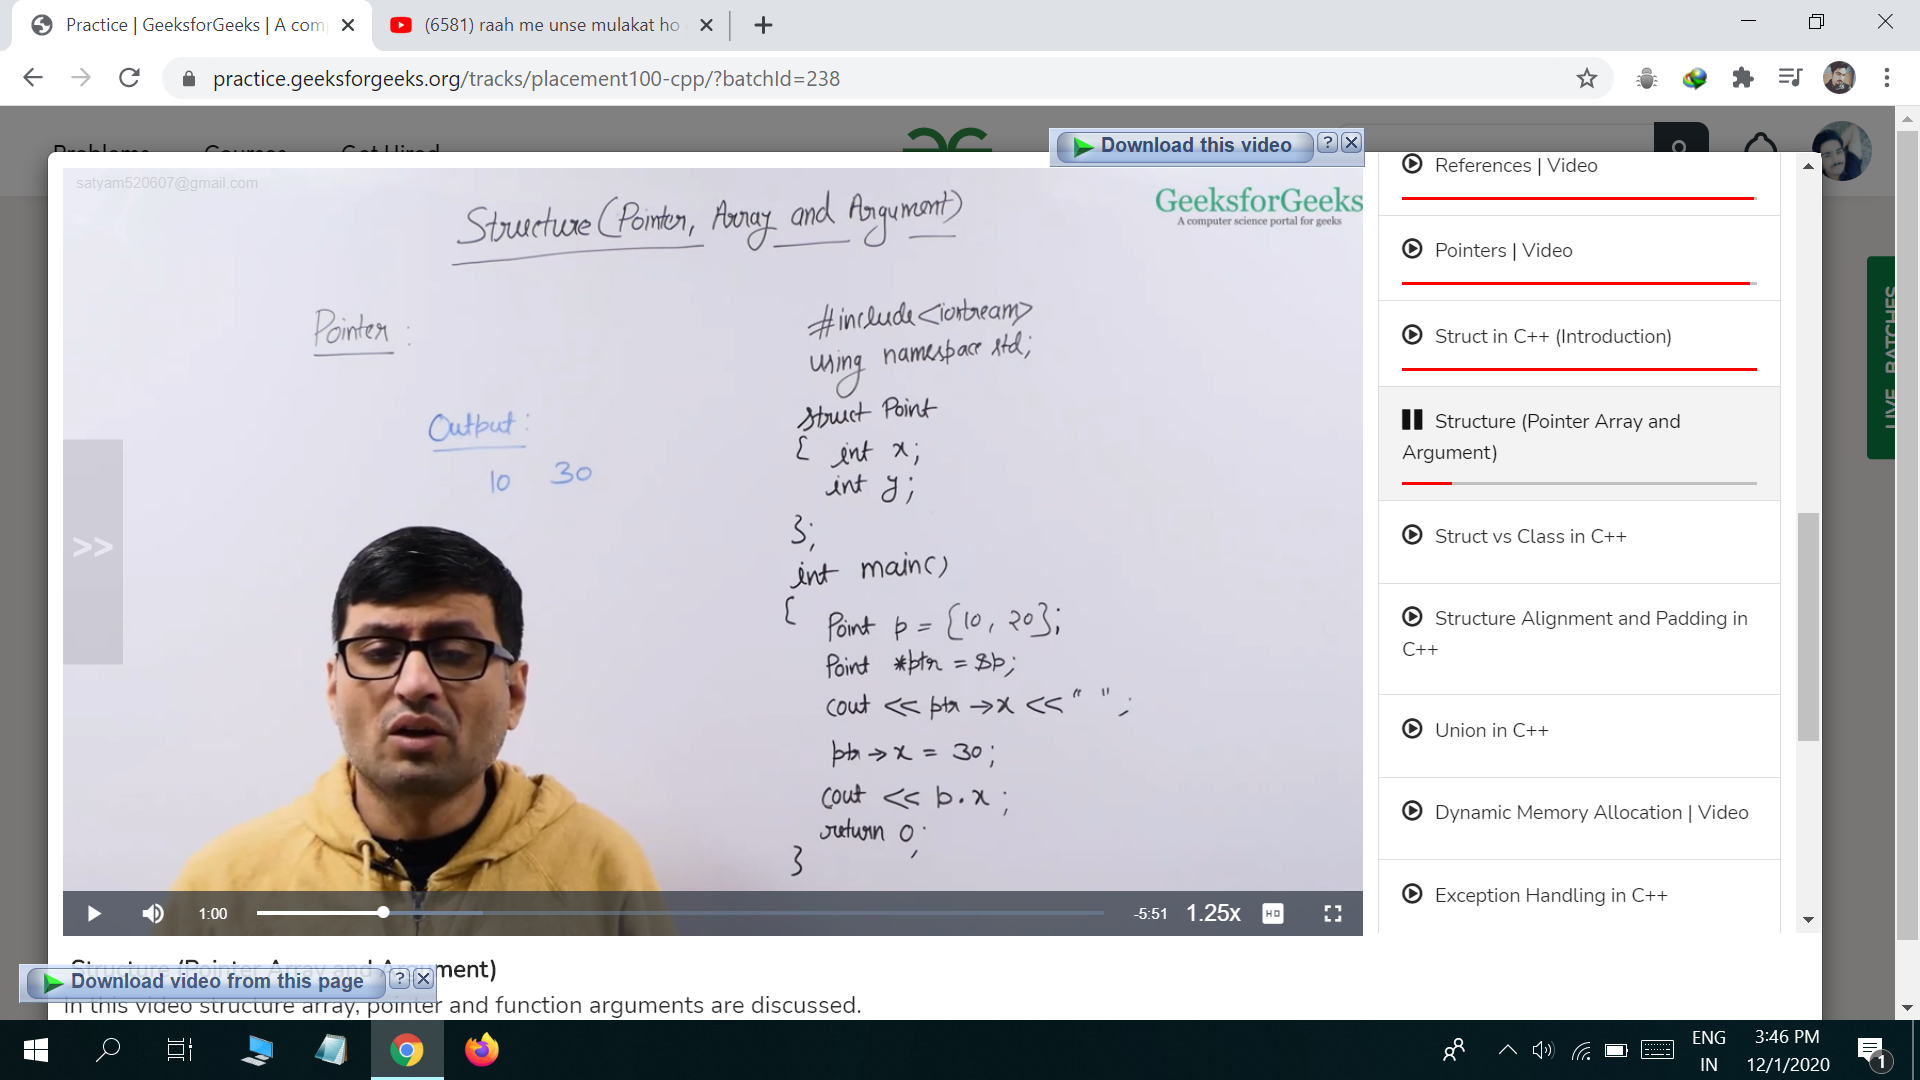 Practice | GeeksforGeeks | A com
(6581) raah me unse mulakat ho
practice.geeksforgeeks.org/tracks/placement100-cpp/?batchId=238
Problems Courses Get Hired
Download this video ?
satyam520607@gmail.com
GeeksforGeeks
A computer science portal for geeks
Structure (Pointer, Array and Argument)
Pointer :
Output :
10 30
#include <iostream>
using namespace std;
struct Point
{ int x;
int y;
};
int main()
{
Point p = {10, 20};
Point *ptr = &p;
cout << ptr → x << " " ;
ptr → x = 30;
cout << p.x ;
return 0;
}
>>
1:00
-5:51 1.25x HD
References | Video
Pointers | Video
Struct in C++ (Introduction)
Structure (Pointer Array and
Argument)
Struct vs Class in C++
Structure Alignment and Padding in
C++
Union in C++
Dynamic Memory Allocation | Video
Exception Handling in C++
LIVE BATCHES
Structure (Pointer Array and Argument)
Download video from this page ?
In this video structure array, pointer and function arguments are discussed.
ENG
IN
3:46 PM
12/1/2020
1